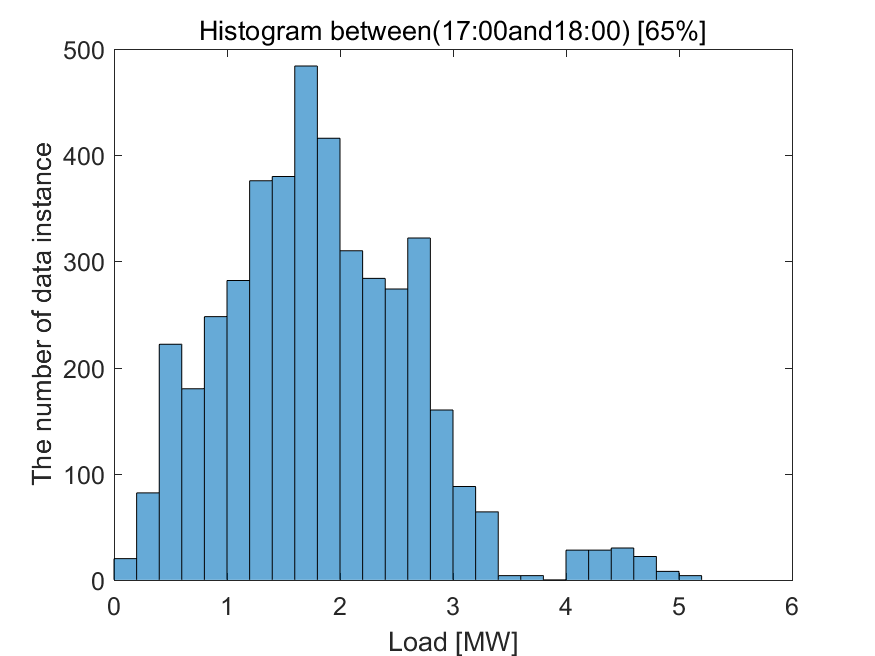 Histogram between(17:00and18:00) [65%]
500
400
300
200
100
0
The number of data instance
0 1 2 3 4 5 6
Load [MW]